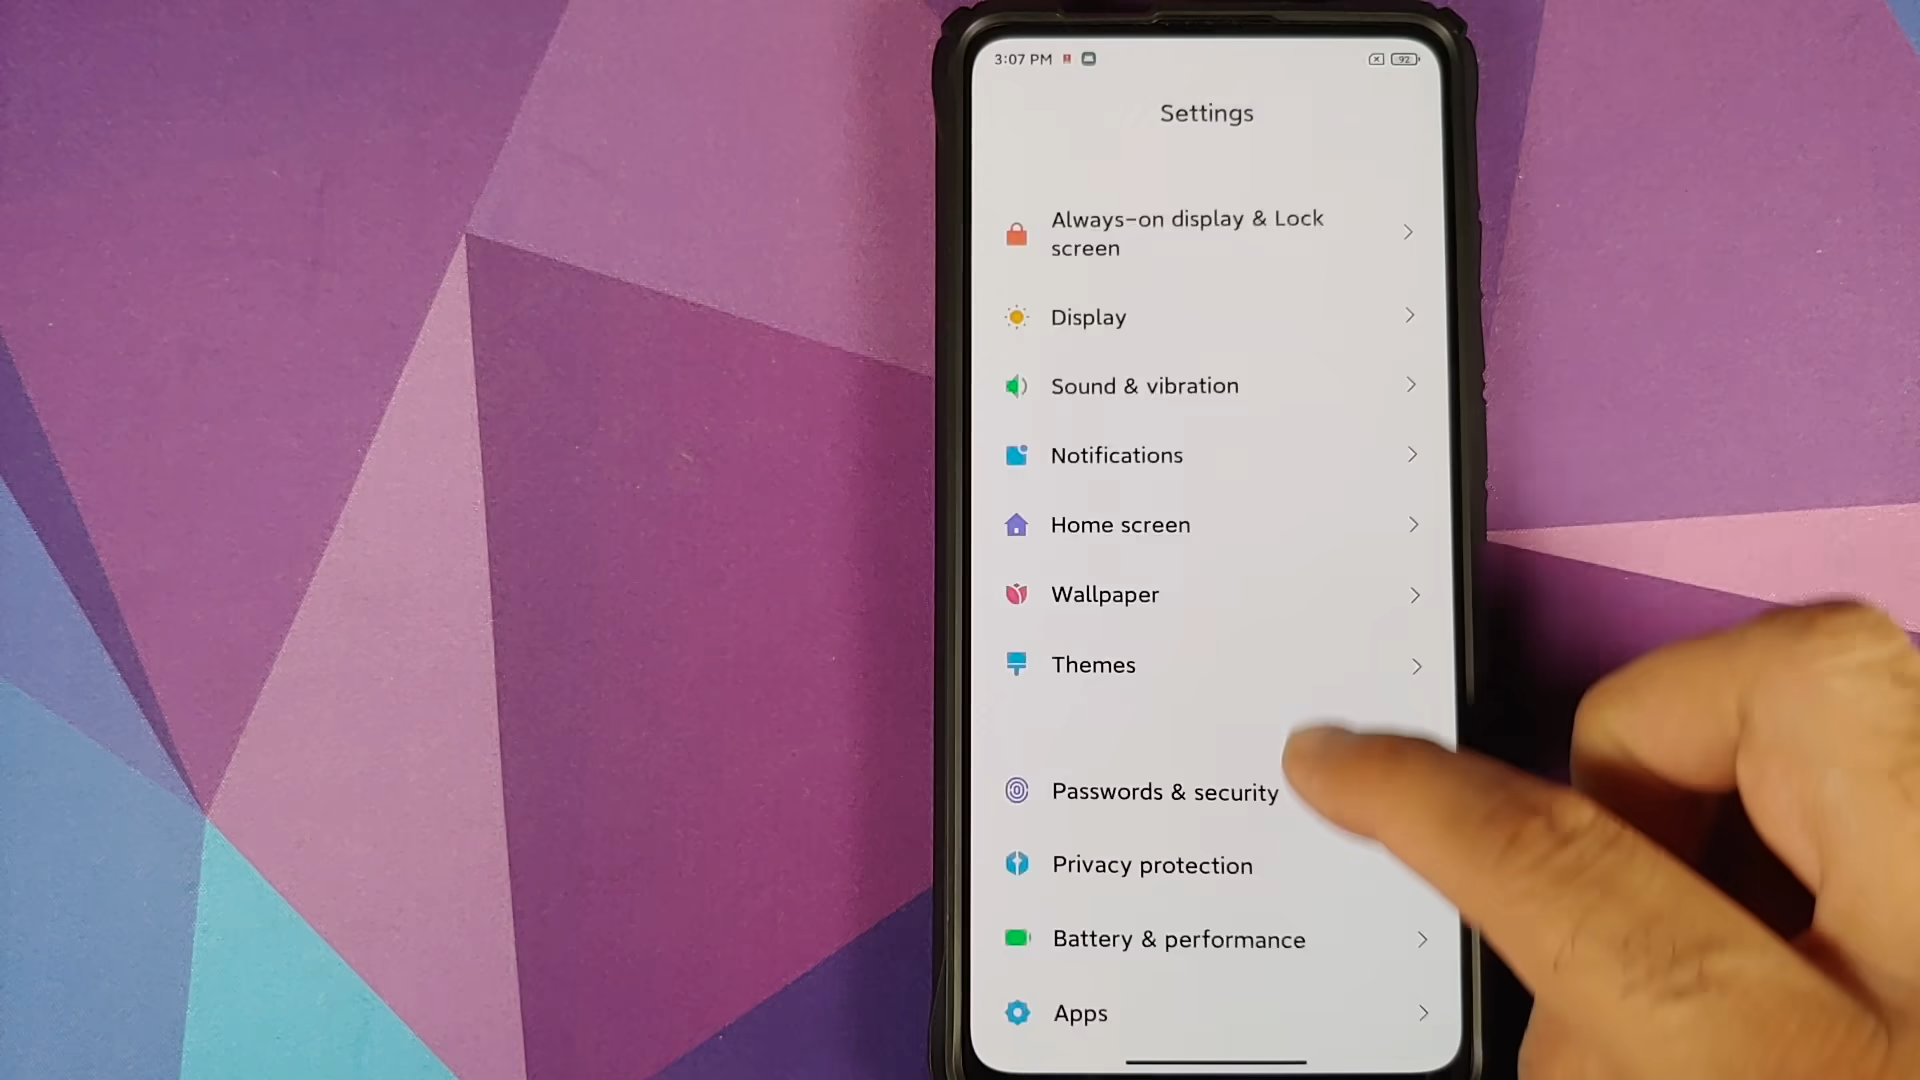 3:07 PM
92
Settings
Always-on display & Lock
screen
Display
Sound & vibration
Notifications
Home screen
Wallpaper
Themes
Passwords & security
Privacy protection
Battery & performance
Apps